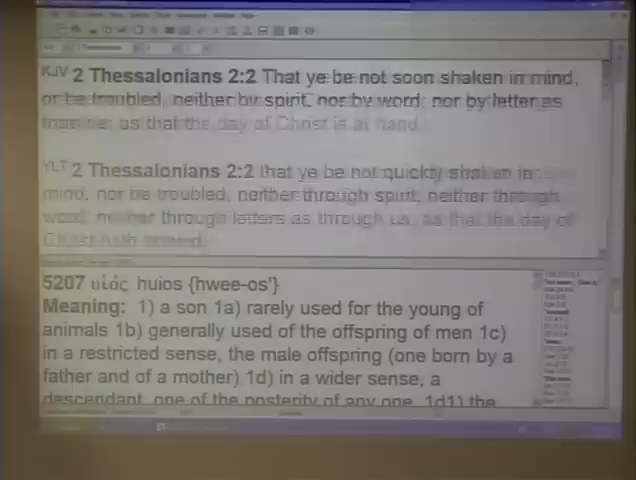 KJV 2 Thessalonians 2:2 That ye be not soon shaken in mind,
or be troubled, neither by spirit, nor by word, nor by letter as
from us, as that the day of Christ is at hand.
YLT 2 Thessalonians 2:2 that ye be not quickly shaken in
mind, nor be troubled, neither through spirit, neither through
word, neither through letters as through us, as that the day of
Christ hath arrived;
5207 υἱός huios {hwee-os'}
Meaning: 1) a son 1a) rarely used for the young of
animals 1b) generally used of the offspring of men 1c)
in a restricted sense, the male offspring (one born by a
father and of a mother) 1d) in a wider sense, a
descendant, one of the posterity of any one, 1d1) the